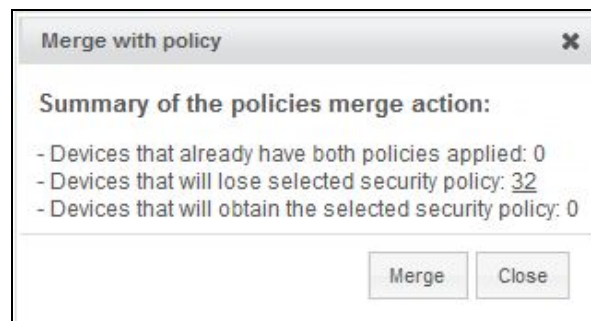 Merge with policy
Summary of the policies merge action:
- Devices that already have both policies applied: 0
- Devices that will lose selected security policy: 32
- Devices that will obtain the selected security policy: 0
Merge Close